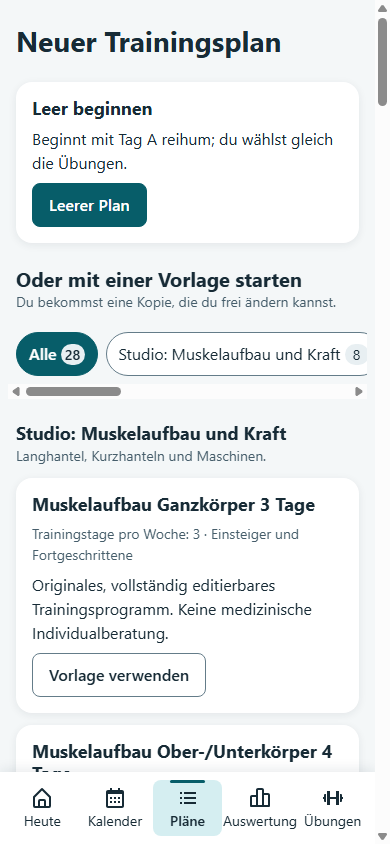 Neuer Trainingsplan
Leer beginnen
Beginnt mit Tag A reihum; du wählst gleich
die Übungen.
Leerer Plan
Oder mit einer Vorlage starten
Du bekommst eine Kopie, die du frei ändern kannst.
Alle 28
Studio: Muskelaufbau und Kraft 8
Studio: Muskelaufbau und Kraft
Langhantel, Kurzhanteln und Maschinen.
Muskelaufbau Ganzkörper 3 Tage
Trainingstage pro Woche: 3 · Einsteiger und
Fortgeschrittene
Originales, vollständig editierbares
Trainingsprogramm. Keine medizinische
Individualberatung.
Vorlage verwenden
Muskelaufbau Ober-/Unterkörper 4
Tage
Heute
Kalender
Pläne
Auswertung
Übungen